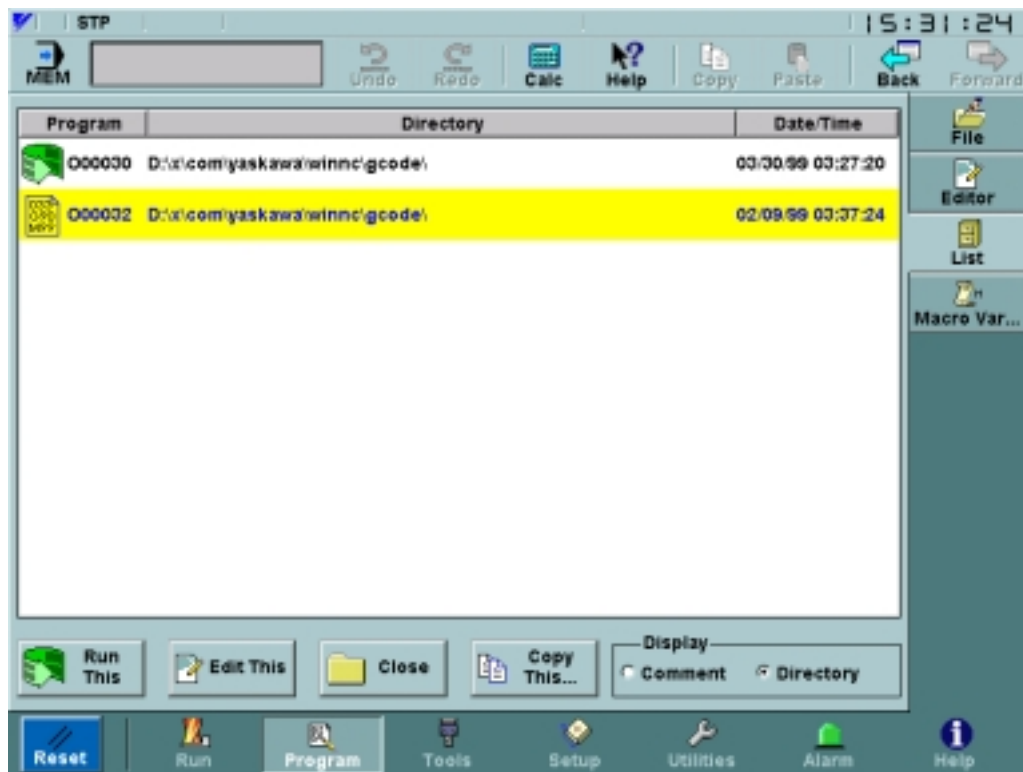 STP
15:31:24
MEM
Undo
Redo
Calc
Help
Copy
Paste
Back
Forward
Program Directory Date/Time
O00030 D:\x\com\yaskawa\winnc\gcode\ 03/30/99 03:27:20
O00032 D:\x\com\yaskawa\winnc\gcode\ 02/09/99 03:37:24
File
Editor
List
Macro Var...
Run This
Edit This
Close
Copy This...
Display
Comment
Directory
Reset
Run
Program
Tools
Setup
Utilities
Alarm
Help